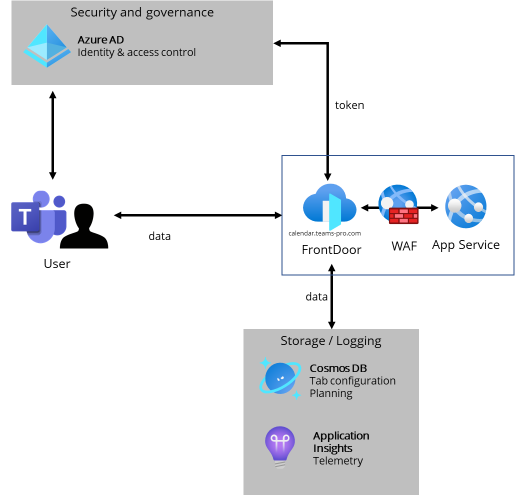 Security and governance
Azure AD
Identity & access control
token
T
data
User
calendar.teams-pro.com
FrontDoor
WAF
App Service
data
Storage / Logging
Cosmos DB
Tab configuration
Planning
Application
Insights
Telemetry